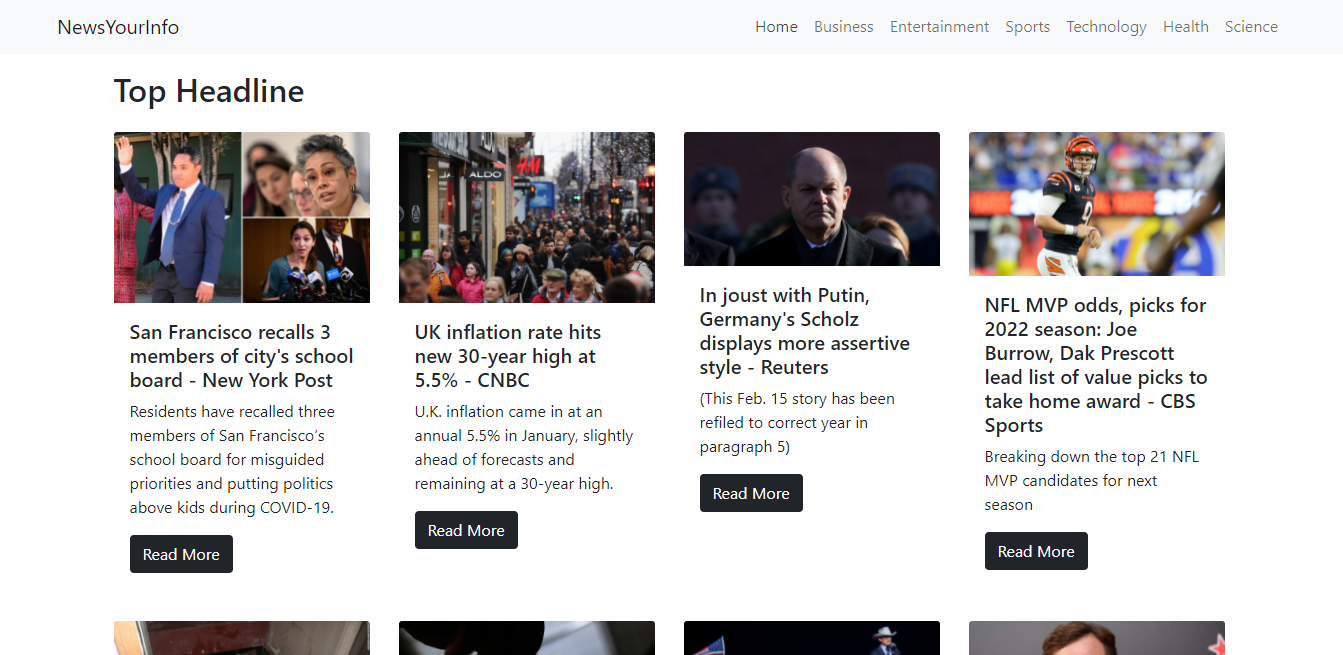 NewsYourInfo
Home Business Entertainment Sports Technology Health Science
Top Headline
ALDO
H&M
San Francisco recalls 3
members of city's school
board - New York Post
Residents have recalled three
members of San Francisco’s
school board for misguided
priorities and putting politics
above kids during COVID-19.
Read More
UK inflation rate hits
new 30-year high at
5.5% - CNBC
U.K. inflation came in at an
annual 5.5% in January, slightly
ahead of forecasts and
remaining at a 30-year high.
Read More
In joust with Putin,
Germany's Scholz
displays more assertive
style - Reuters
(This Feb. 15 story has been
refiled to correct year in
paragraph 5)
Read More
NFL MVP odds, picks for
2022 season: Joe
Burrow, Dak Prescott
lead list of value picks to
take home award - CBS
Sports
Breaking down the top 21 NFL
MVP candidates for next
season
Read More